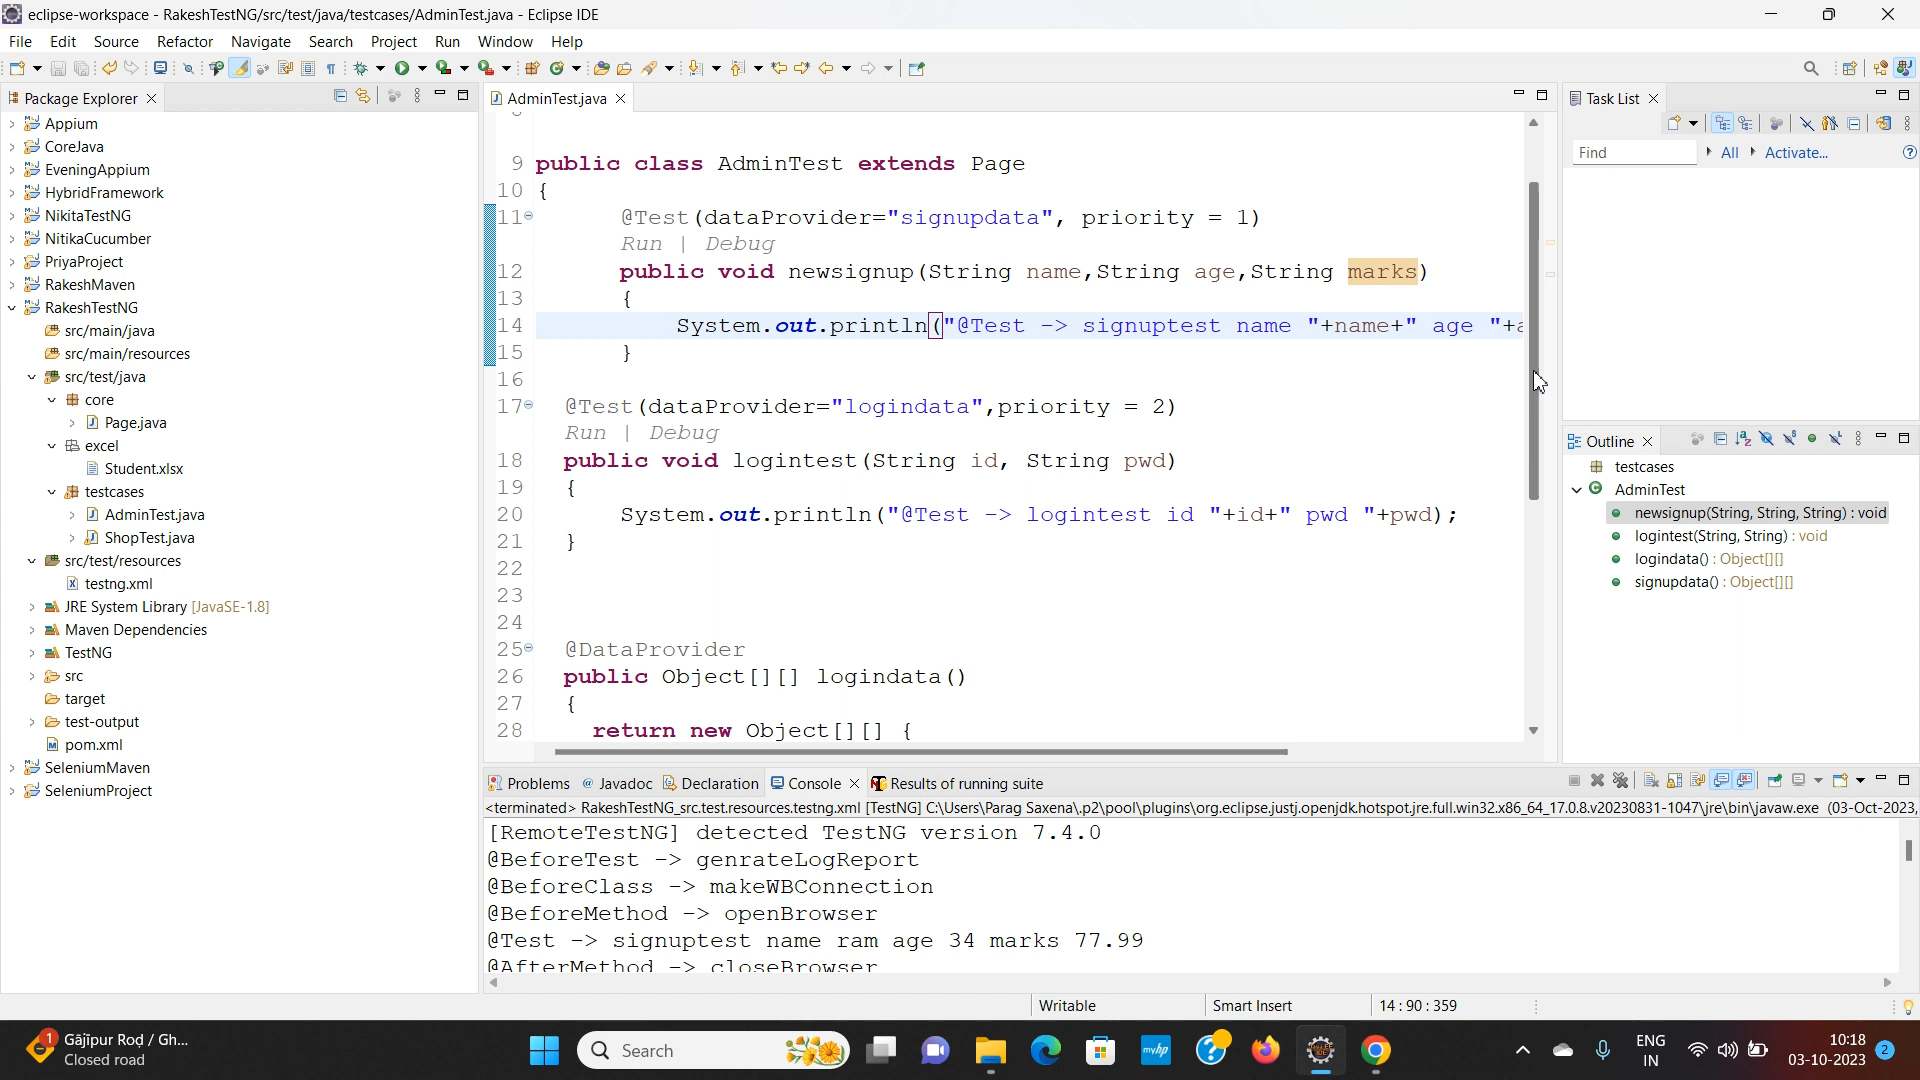 eclipse-workspace - RakeshTestNG/src/test/java/testcases/AdminTest.java - Eclipse IDE
File Edit Source Refactor Navigate Search Project Run Window Help
Package Explorer
Appium
CoreJava
EveningAppium
HybridFramework
NikitaTestNG
NitikaCucumber
PriyaProject
RakeshMaven
RakeshTestNG
src/main/java
src/main/resources
src/test/java
core
Page.java
excel
Student.xlsx
testcases
AdminTest.java
ShopTest.java
src/test/resources
testng.xml
JRE System Library [JavaSE-1.8]
Maven Dependencies
TestNG
src
target
test-output
pom.xml
SeleniumMaven
SeleniumProject
AdminTest.java
9 public class AdminTest extends Page
10 {
11 @Test(dataProvider="signupdata", priority = 1)
Run | Debug
12 public void newsignup(String name,String age,String marks)
13 {
14 System.out.println("@Test -> signuptest name "+name+" age "+a
15 }
16
17 @Test(dataProvider="logindata",priority = 2)
Run | Debug
18 public void logintest(String id, String pwd)
19 {
20 System.out.println("@Test -> logintest id "+id+" pwd "+pwd);
21 }
22
23
24
25 @DataProvider
26 public Object[][] logindata()
27 {
28 return new Object[][] {
Task List
Find All Activate...
Outline
testcases
AdminTest
newsignup(String, String, String) : void
logintest(String, String) : void
logindata() : Object[][]
signupdata() : Object[][]
Problems Javadoc Declaration Console Results of running suite
<terminated> RakeshTestNG_src.test.resources.testng.xml [TestNG] C:\Users\Parag Saxena\.p2\pool\plugins\org.eclipse.justj.openjdk.hotspot.jre.full.win32.x86_64_17.0.8.v20230831-1047\jre\bin\javaw.exe (03-Oct-2023,
[RemoteTestNG] detected TestNG version 7.4.0
@BeforeTest -> genrateLogReport
@BeforeClass -> makeWBConnection
@BeforeMethod -> openBrowser
@Test -> signuptest name ram age 34 marks 77.99
@AfterMethod -> closeBrowser
Writable Smart Insert 14 : 90 : 359
1
Gājīpur Roḍ / Gh...
Closed road
Search
myhp
ENG
IN
10:18
03-10-2023
2